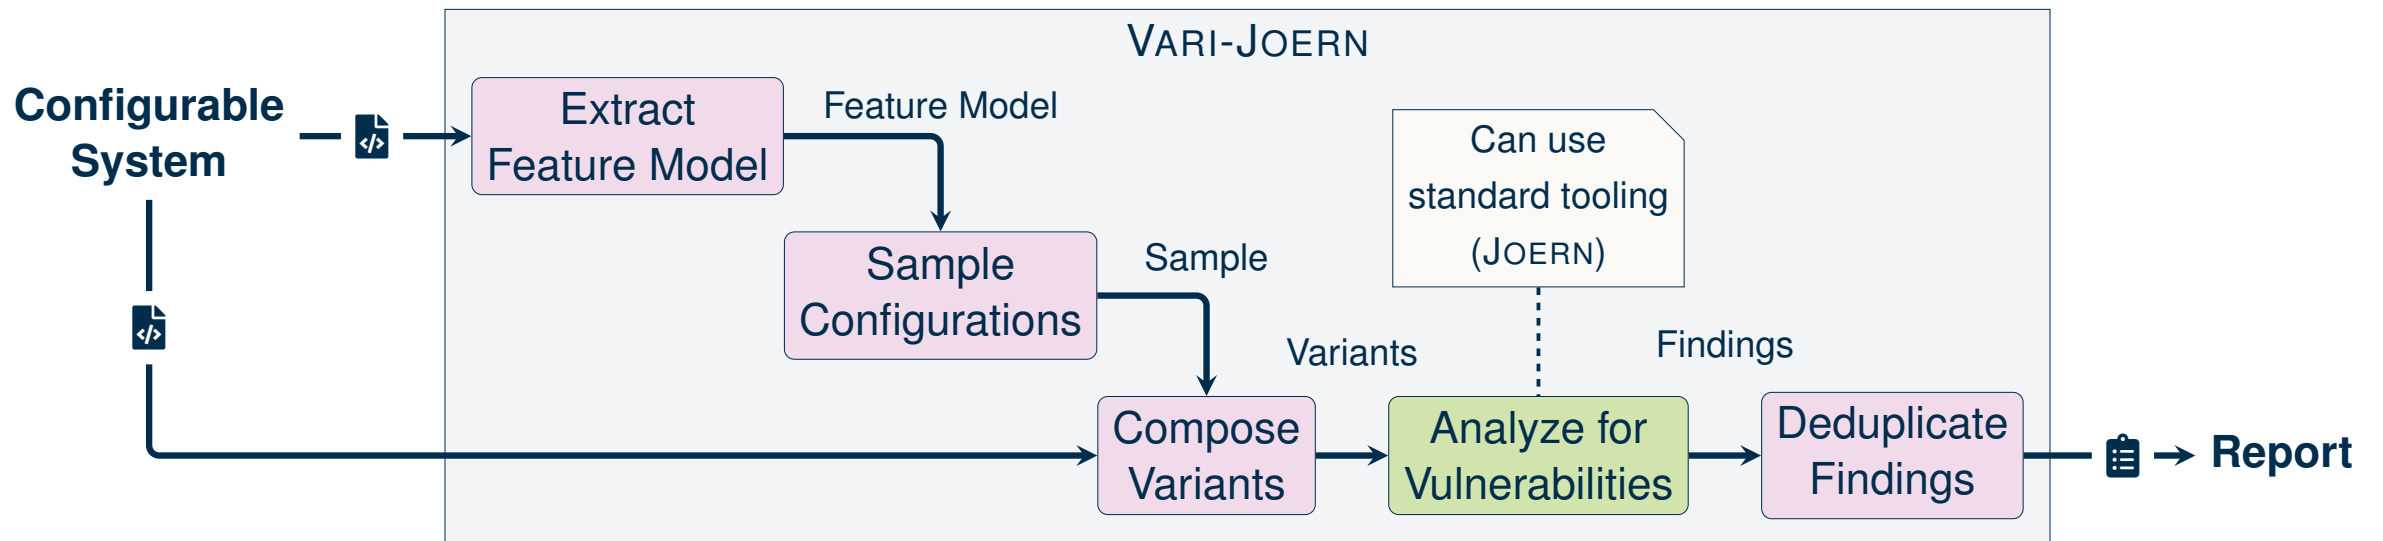 VARI-JOERN
Configurable
System
Extract
Feature Model
Feature Model
Sample
Configurations
Sample
Can use
standard tooling
(JOERN)
Variants
Findings
Compose
Variants
Analyze for
Vulnerabilities
Deduplicate
Findings
Report